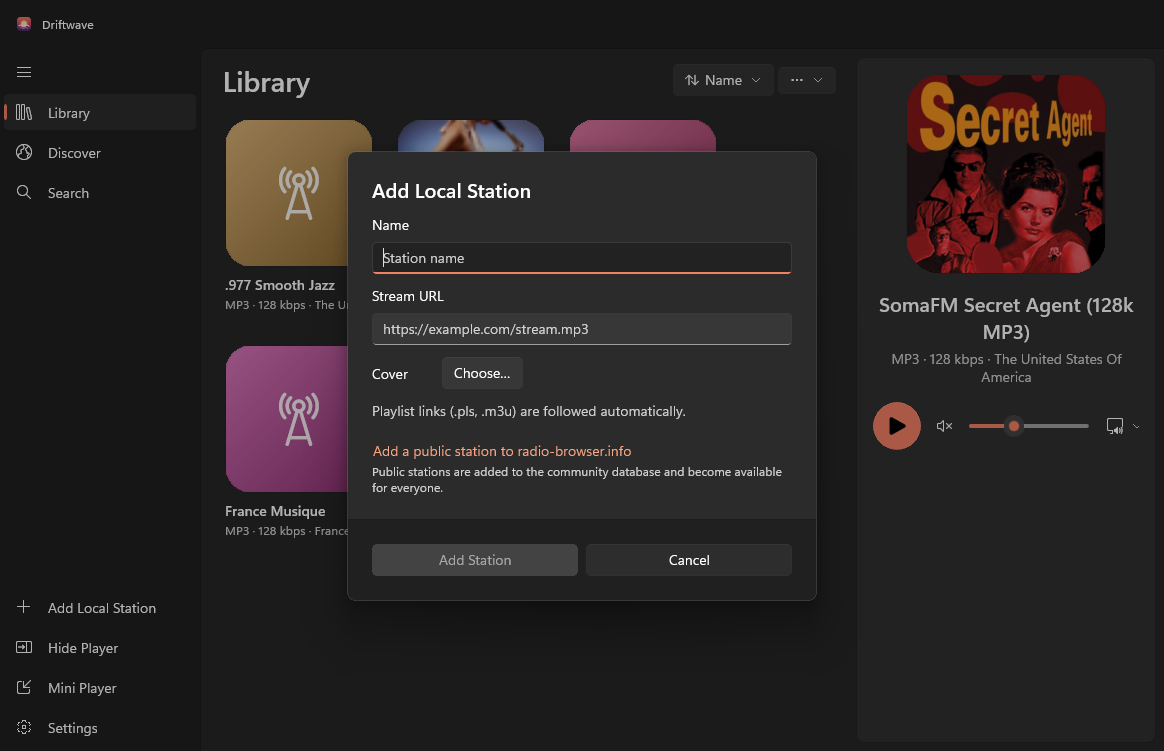 Driftwave
Library
Discover
Search
Add Local Station
Hide Player
Mini Player
Settings
Library
Name
.977 Smooth Jazz
MP3 · 128 kbps · The
France Musique
MP3 · 128 kbps · France
Add Local Station
Name
Station name
Stream URL
https://example.com/stream.mp3
Cover
Choose...
Playlist links (.pls, .m3u) are followed automatically.
Add a public station to radio-browser.info
Public stations are added to the community database and become available
for everyone.
Add Station
Cancel
Secret Agent
SomaFM Secret Agent (128k
MP3)
MP3 · 128 kbps · The United States Of
America